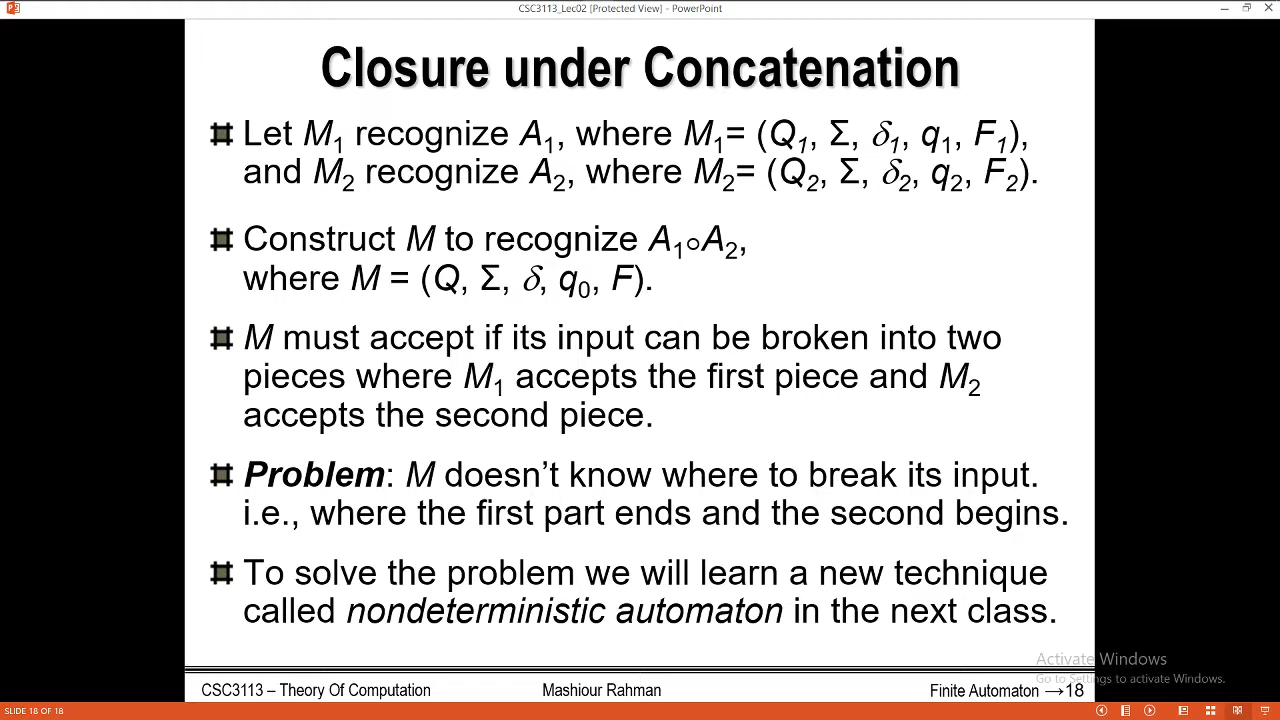 CSC3113_Lec02 [Protected View] - PowerPoint
Closure under Concatenation
Let M₁ recognize A₁, where M₁= (Q₁, Σ, δ₁, q₁, F₁),
and M₂ recognize A₂, where M₂= (Q₂, Σ, δ₂, q₂, F₂).
Construct M to recognize A₁○A₂,
where M = (Q, Σ, δ, q₀, F).
M must accept if its input can be broken into two
pieces where M₁ accepts the first piece and M₂
accepts the second piece.
Problem: M doesn’t know where to break its input.
i.e., where the first part ends and the second begins.
To solve the problem we will learn a new technique
called nondeterministic automaton in the next class.
Activate Windows
Go to Settings to activate Windows.
CSC3113 – Theory Of Computation
Mashiour Rahman
Finite Automaton →18
SLIDE 18 OF 18